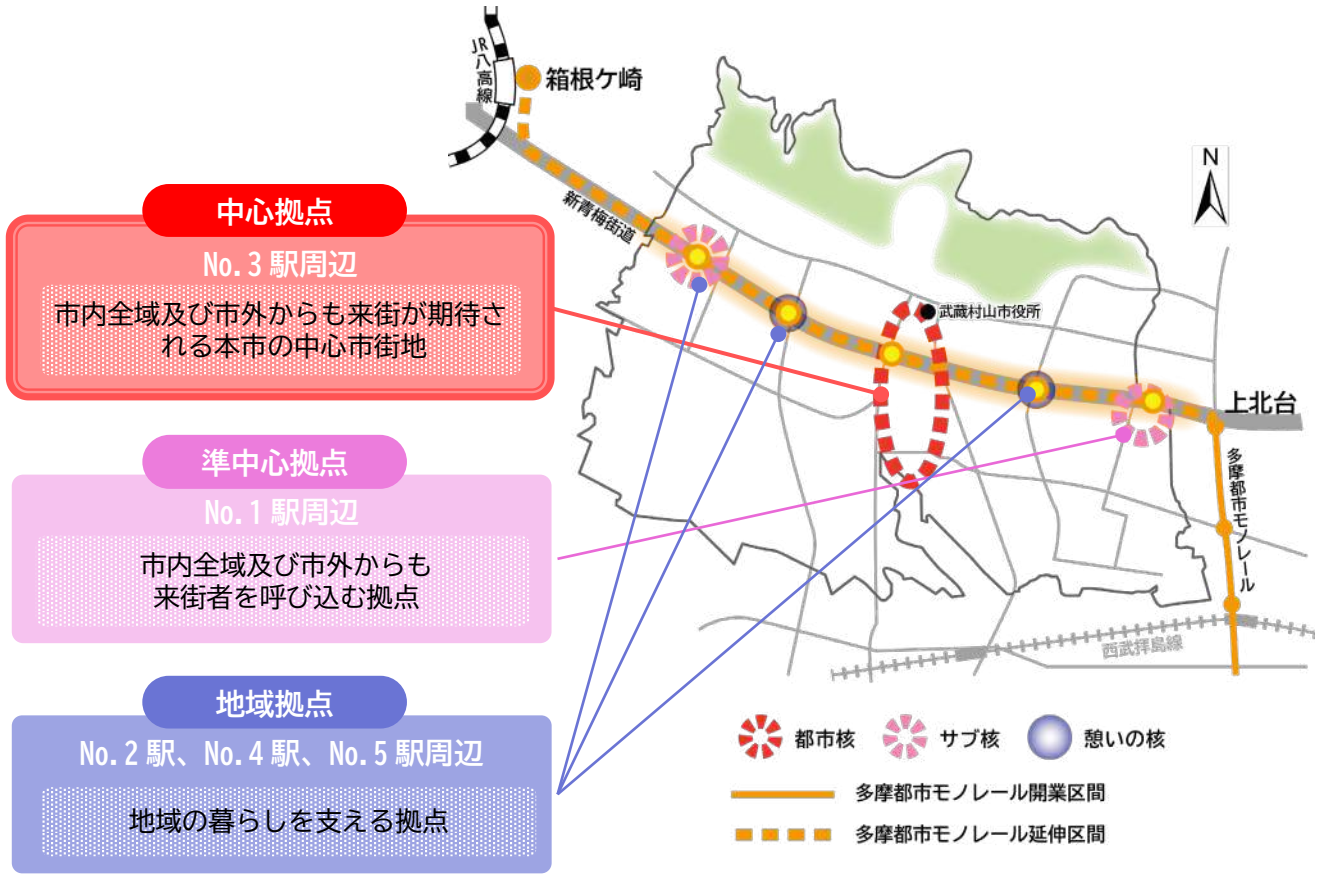 JR八高線
箱根ケ崎
新青梅街道
N
中心拠点
No.3駅周辺
市内全域及び市外からも来街が期待さ
れる本市の中心市街地
武蔵村山市役所
上北台
多摩都市モノレール
西武拝島線
準中心拠点
No.1駅周辺
市内全域及び市外からも
来街者を呼び込む拠点
地域拠点
No.2駅、No.4駅、No.5駅周辺
地域の暮らしを支える拠点
都市核
サブ核
憩いの核
多摩都市モノレール開業区間
多摩都市モノレール延伸区間